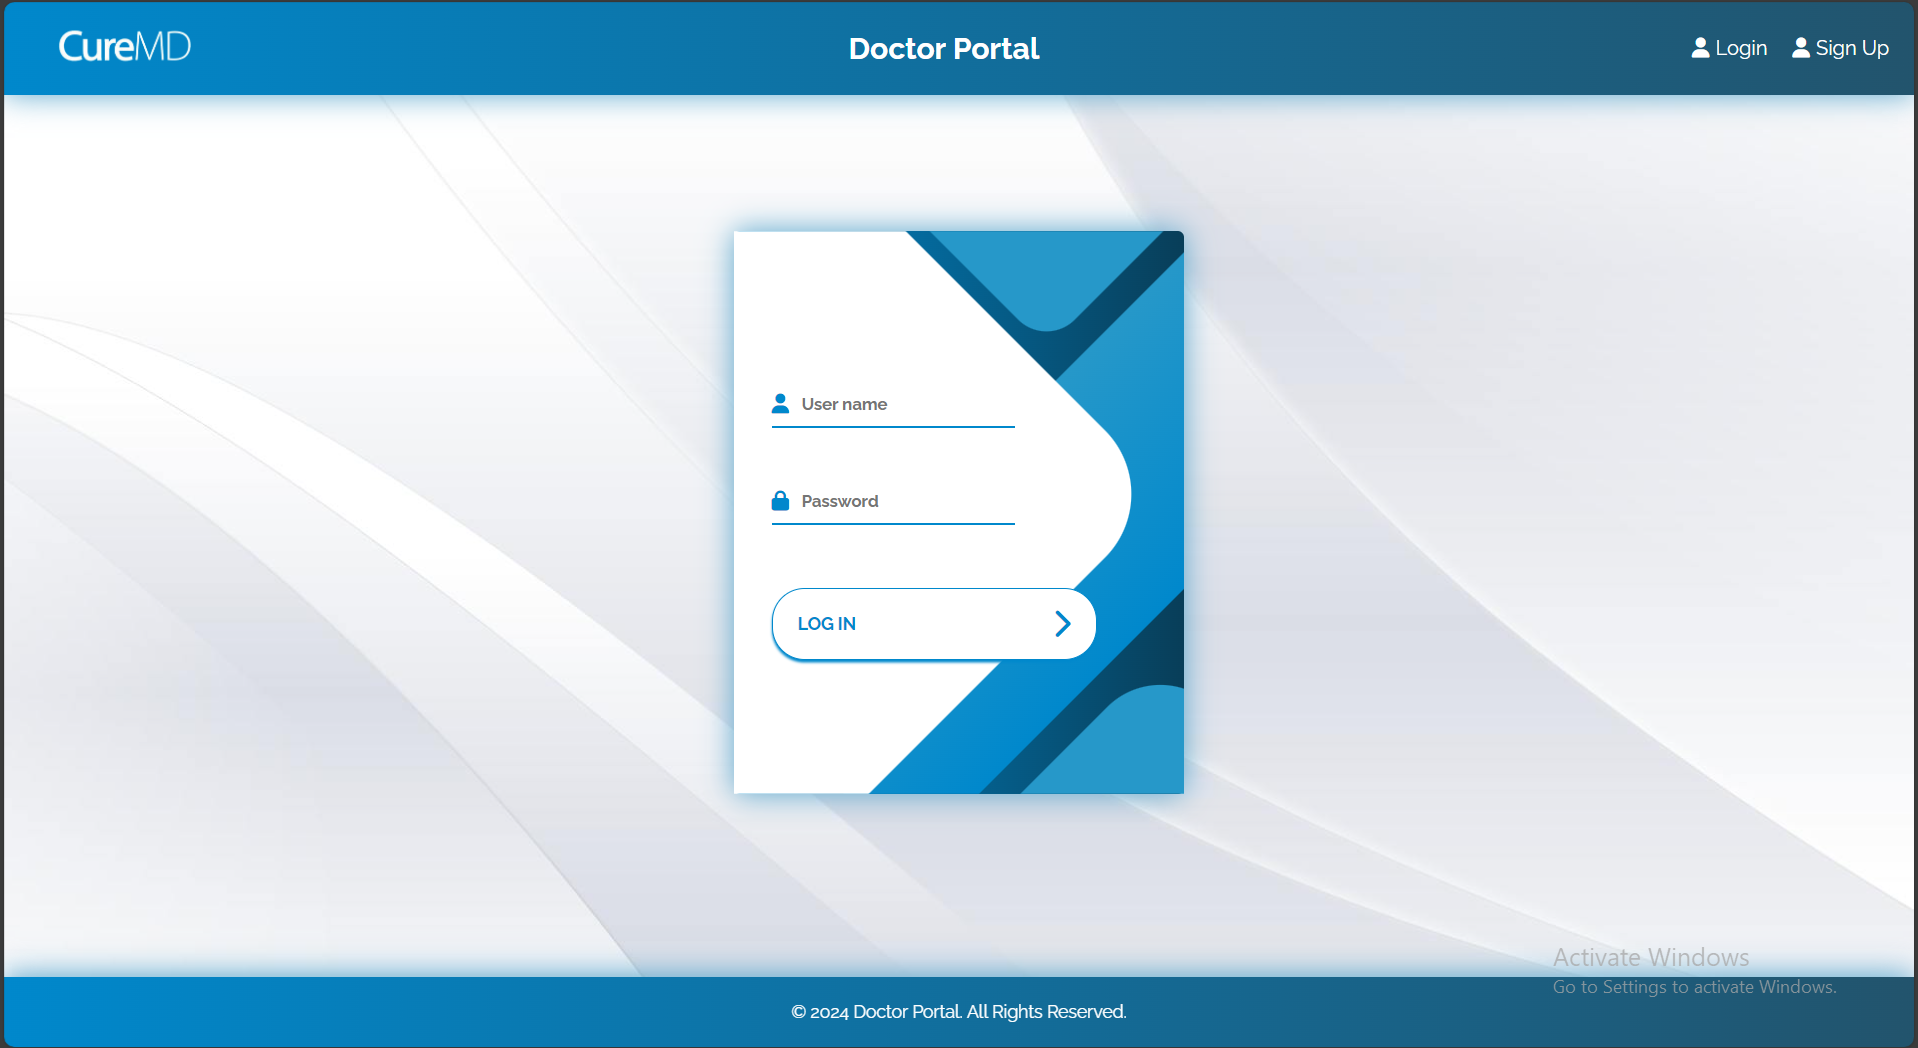 CureMD
Doctor Portal
Login
Sign Up
User name
Password
LOG IN
Activate Windows
Go to Settings to activate Windows.
© 2024 Doctor Portal. All Rights Reserved.